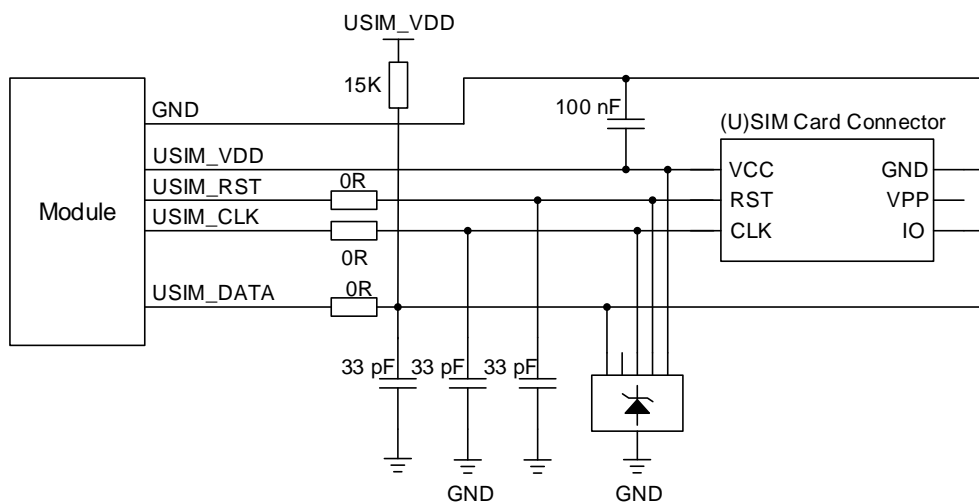 USIM_VDD
15K
GND
100 nF
(U)SIM Card Connector
USIM_VDD
VCC
GND
USIM_RST
0R
RST
VPP
Module
USIM_CLK
CLK
IO
0R
USIM_DATA
0R
33 pF
33 pF
33 pF
GND
GND